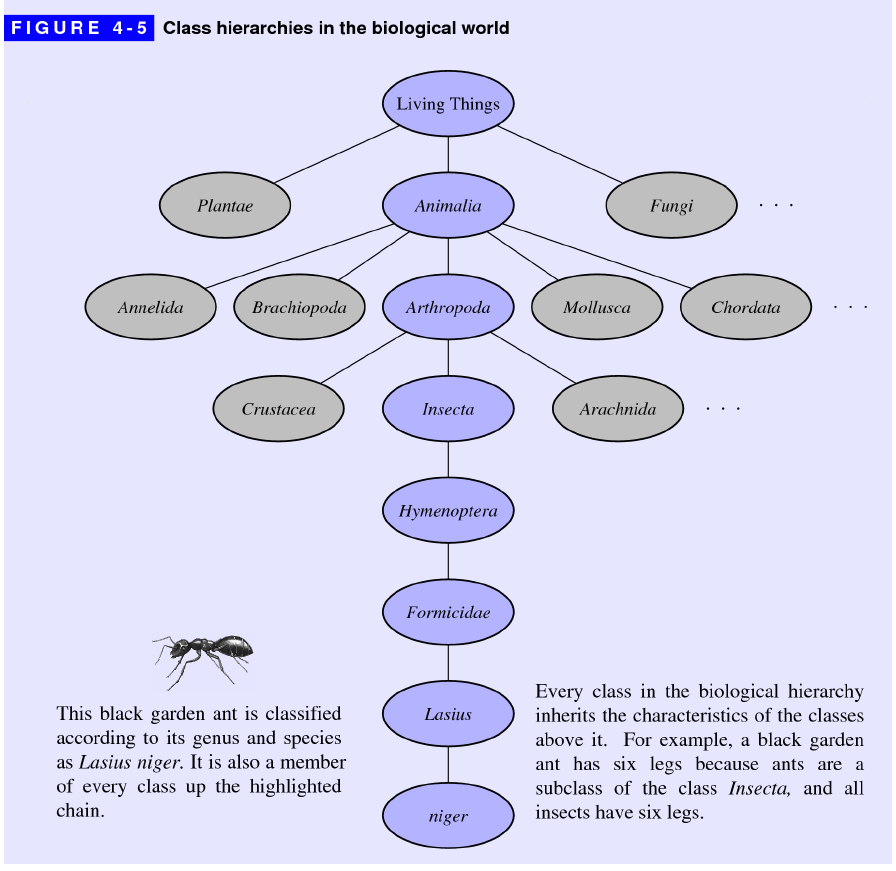 FIGURE 4-5 Class hierarchies in the biological world
Living Things
Plantae Animalia Fungi . . .
Annelida Brachiopoda Arthropoda Mollusca Chordata . . .
Crustacea Insecta Arachnida . . .
Hymenoptera
Formicidae
Lasius
niger
This black garden ant is classified
according to its genus and species
as Lasius niger. It is also a member
of every class up the highlighted
chain.
Every class in the biological hierarchy
inherits the characteristics of the classes
above it. For example, a black garden
ant has six legs because ants are a
subclass of the class Insecta, and all
insects have six legs.